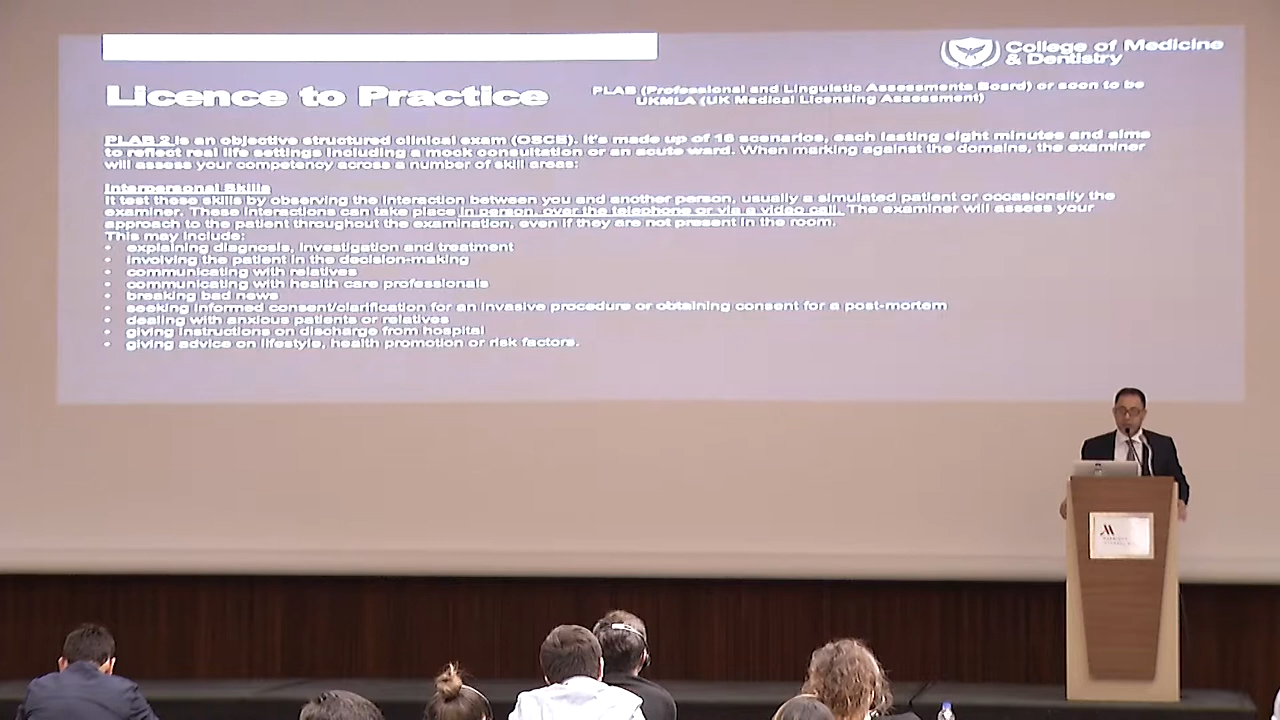 College of Medicine
& Dentistry
Licence to Practice
PLAB (Professional and Linguistic Assessments Board) or soon to be
UKMLA (UK Medical Licensing Assessment)
PLAB 2 is an objective structured clinical exam (OSCE). It's made up of 16 scenarios, each lasting eight minutes and aims
to reflect real life settings including a mock consultation or an acute ward. When marking against the domains, the examiner
will assess your competency across a number of skill areas:
Interpersonal Skills
It test these skills by observing the interaction between you and another person, usually a simulated patient or occasionally the
examiner. These interactions can take place in person, over the telephone or via a video call. The examiner will assess your
approach to the patient throughout the examination, even if they are not present in the room.
This may include:
• explaining diagnosis, investigation and treatment
• involving the patient in the decision-making
• communicating with relatives
• communicating with health care professionals
• breaking bad news
• seeking informed consent/clarification for an invasive procedure or obtaining consent for a post-mortem
• dealing with anxious patients or relatives
• giving instructions on discharge from hospital
• giving advice on lifestyle, health promotion or risk factors.